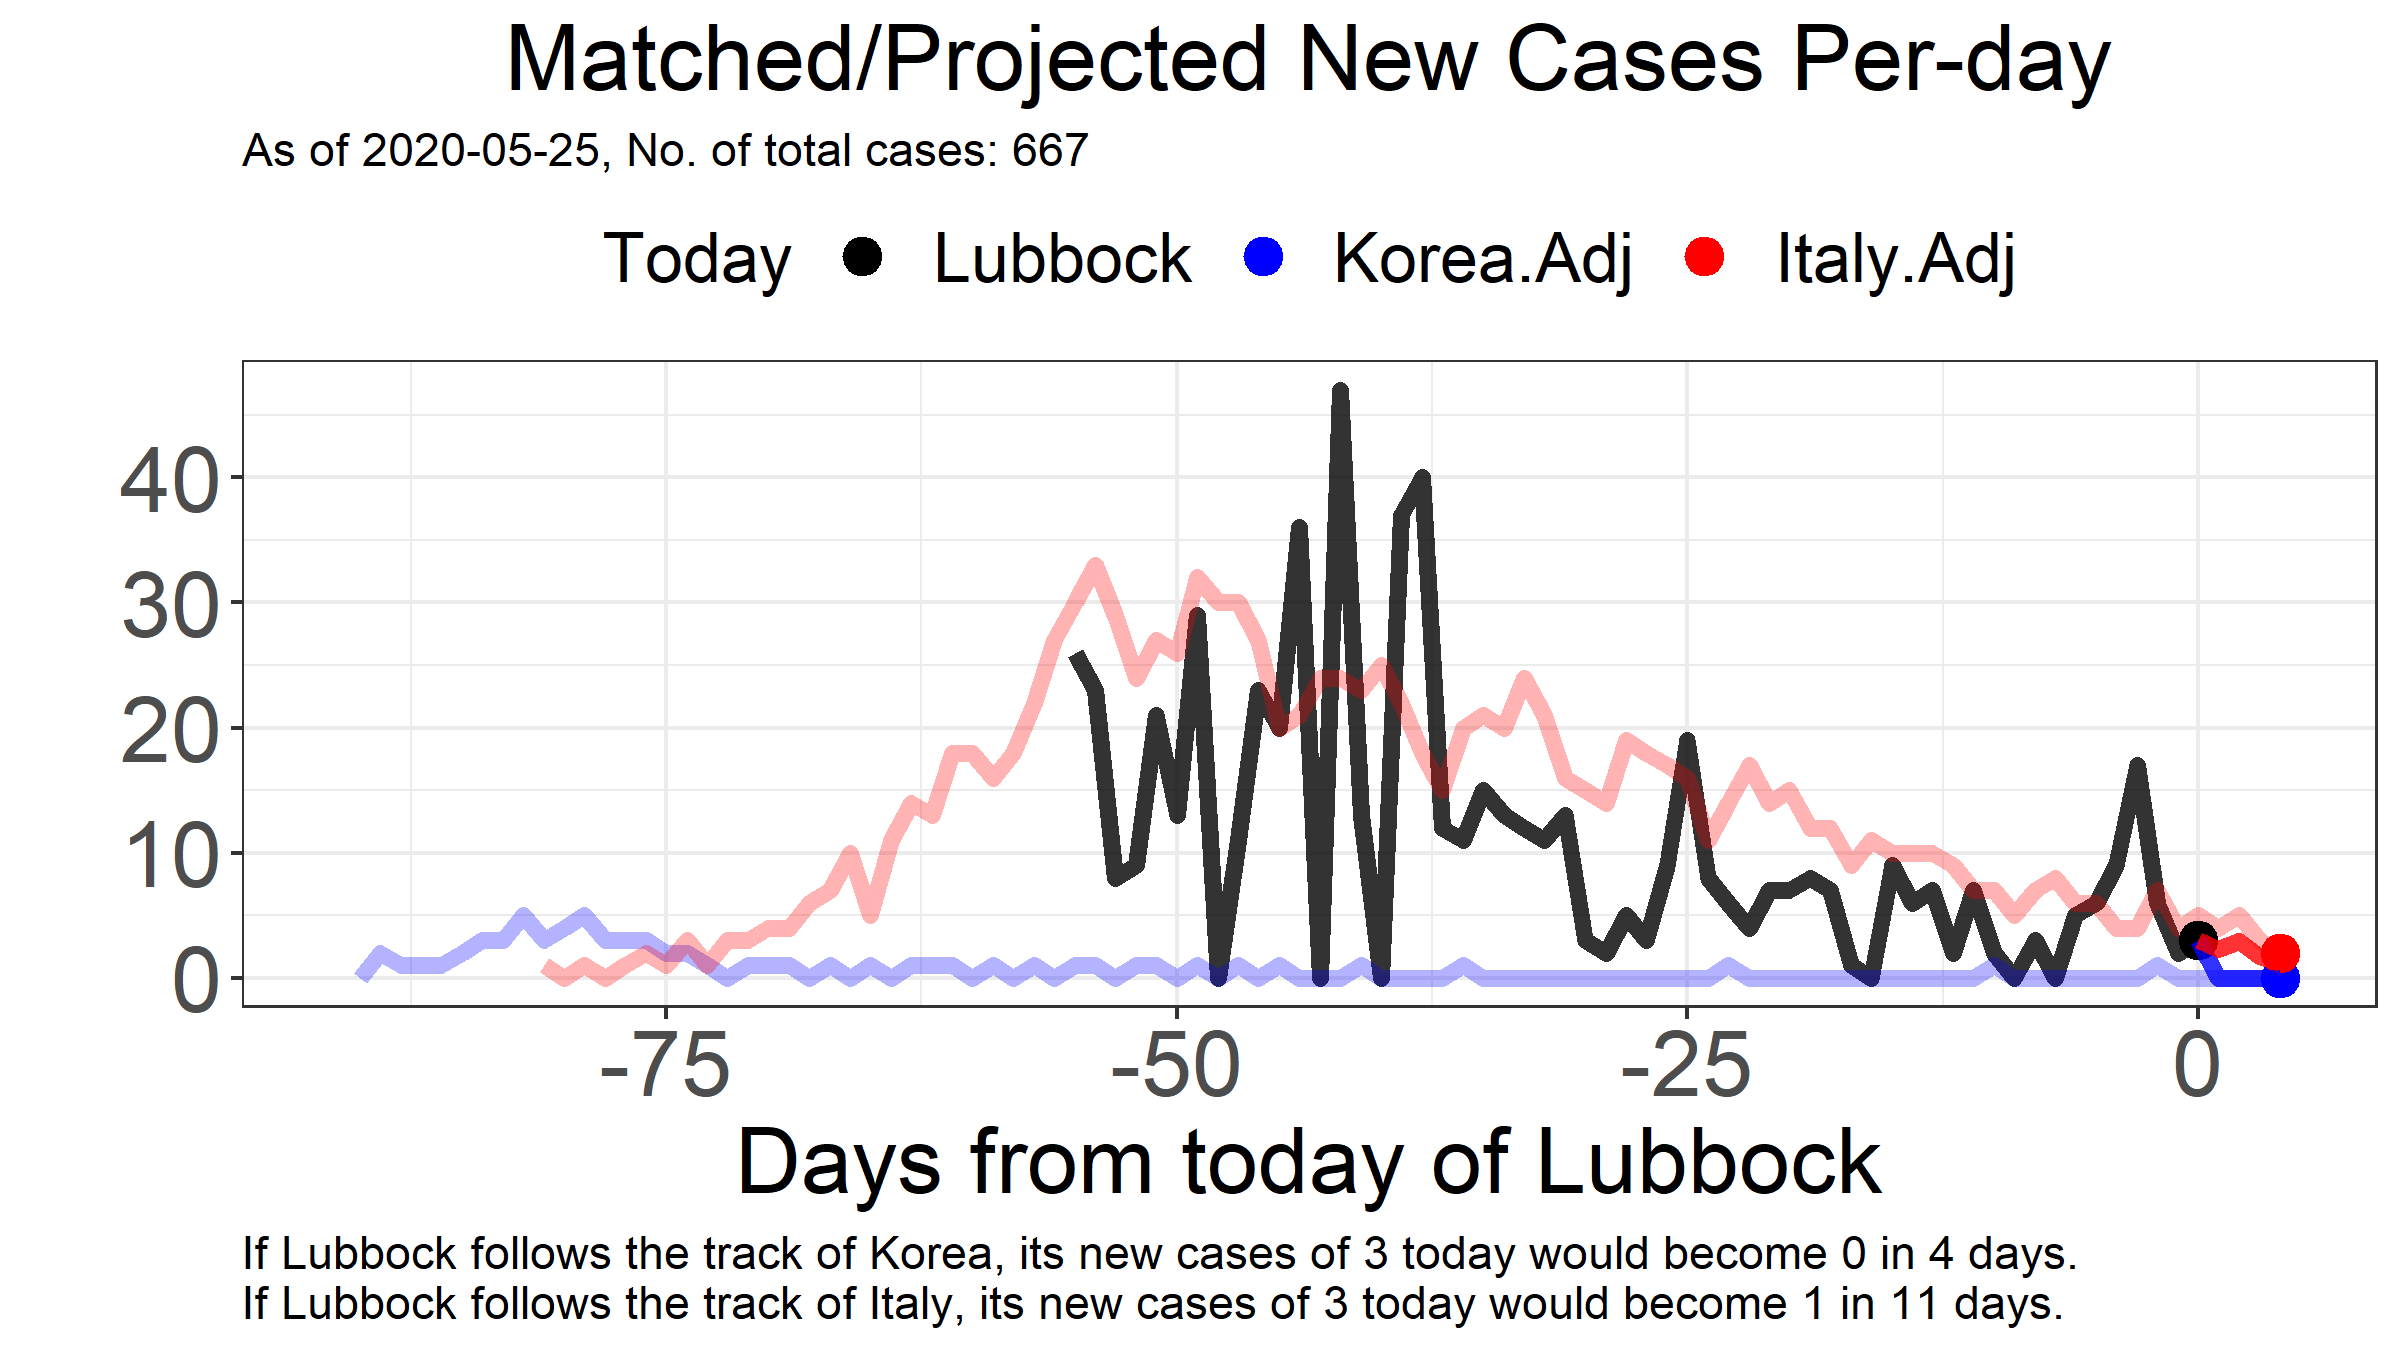 Matched/Projected New Cases Per-day
As of 2020-05-25, No. of total cases: 667
Today Lubbock Korea.Adj Italy.Adj
40
30
20
10
0
-75 -50 -25 0
Days from today of Lubbock
If Lubbock follows the track of Korea, its new cases of 3 today would become 0 in 4 days.
If Lubbock follows the track of Italy, its new cases of 3 today would become 1 in 11 days.